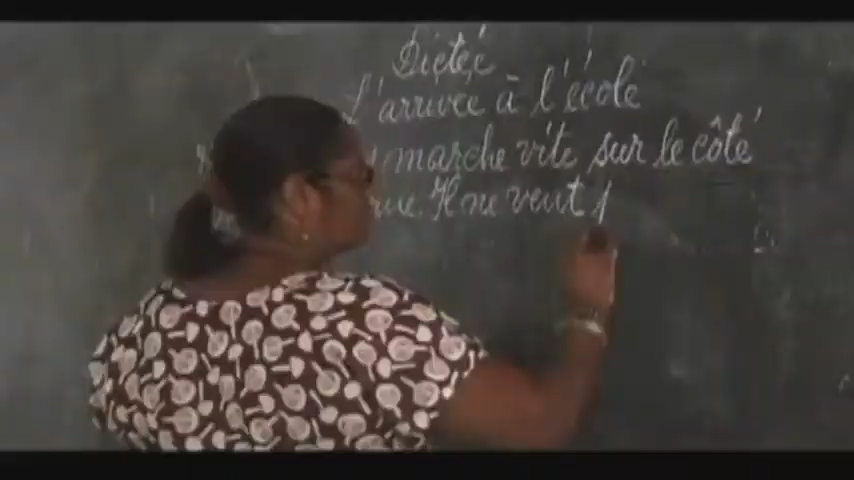 Dictée
L'arrivée à l'école
marche vite sur le côté
rue. Il ne veut